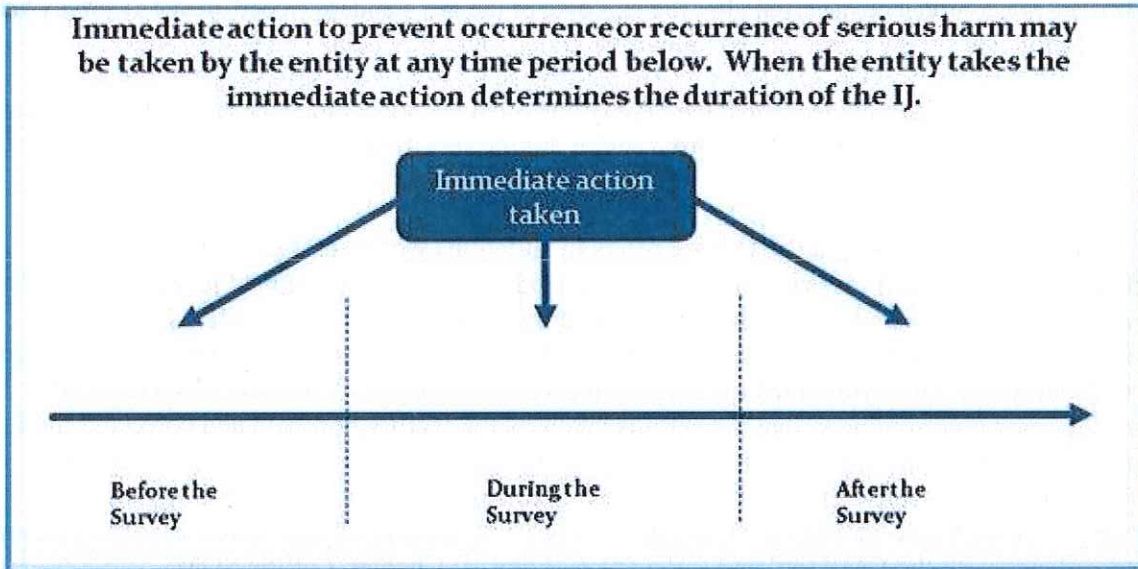 Immediate action to prevent occurrence or recurrence of serious harm may
be taken by the entity at any time period below. When the entity takes the
immediate action determines the duration of the IJ.
Immediate action
taken
Before the
Survey
During the
Survey
After the
Survey